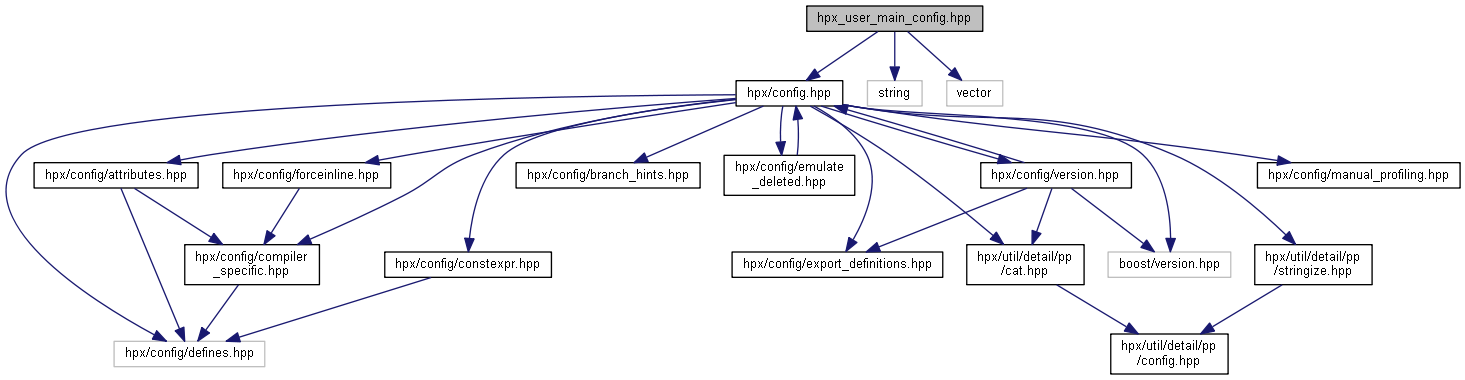 hpx_user_main_config.hpp
hpx/config.hpp
string
vector
hpx/config/attributes.hpp
hpx/config/forceinline.hpp
hpx/config/branch_hints.hpp
hpx/config/emulate
_deleted.hpp
hpx/config/version.hpp
hpx/config/manual_profiling.hpp
hpx/config/compiler
_specific.hpp
hpx/config/constexpr.hpp
hpx/config/export_definitions.hpp
hpx/util/detail/pp
/cat.hpp
boost/version.hpp
hpx/util/detail/pp
/stringize.hpp
hpx/config/defines.hpp
hpx/util/detail/pp
/config.hpp